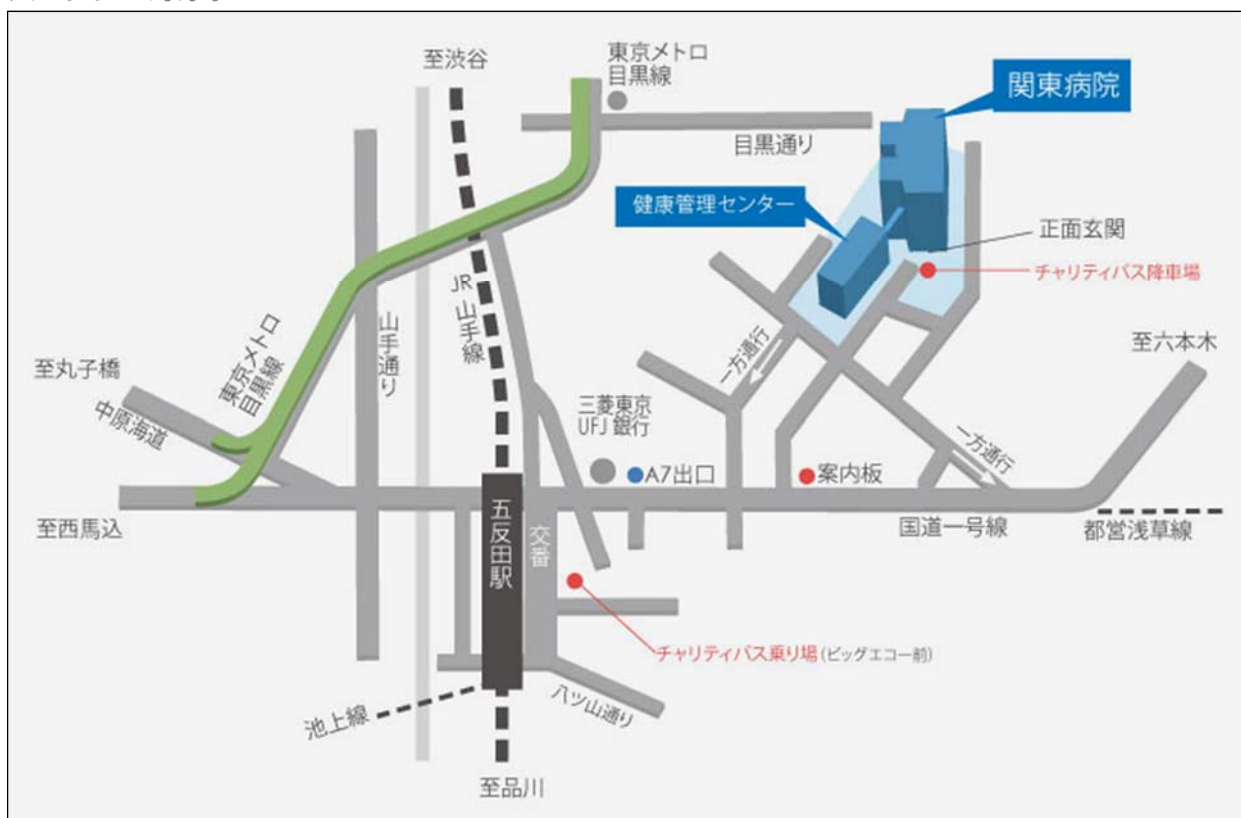 至渋谷
東京メトロ
目黒線
関東病院
目黒通り
健康管理センター
正面玄関
チャリティバス降車場
JR 山手線
山手通り
東京メトロ
目黒線
至丸子橋
中原海道
一方通行
至六本木
三菱東京
UFJ 銀行
A7出口
案内板
一方通行
至西馬込
五反田駅
交番
国道一号線
都営浅草線
チャリティバス乗り場(ビッグエコー前)
池上線
八ツ山通り
至品川